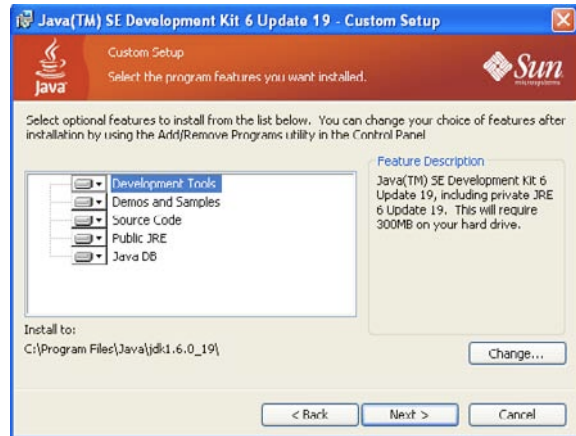 Java(TM) SE Development Kit 6 Update 19 - Custom Setup
Custom Setup
Select the program features you want installed.
Java
Sun
microsystems
Select optional features to install from the list below. You can change your choice of features after
installation by using the Add/Remove Programs utility in the Control Panel
Development Tools
Demos and Samples
Source Code
Public JRE
Java DB
Feature Description
Java(TM) SE Development Kit 6
Update 19, including private JRE
6 Update 19. This will require
300MB on your hard drive.
Install to:
C:\Program Files\Java\jdk1.6.0_19\
Change...
< Back
Next >
Cancel